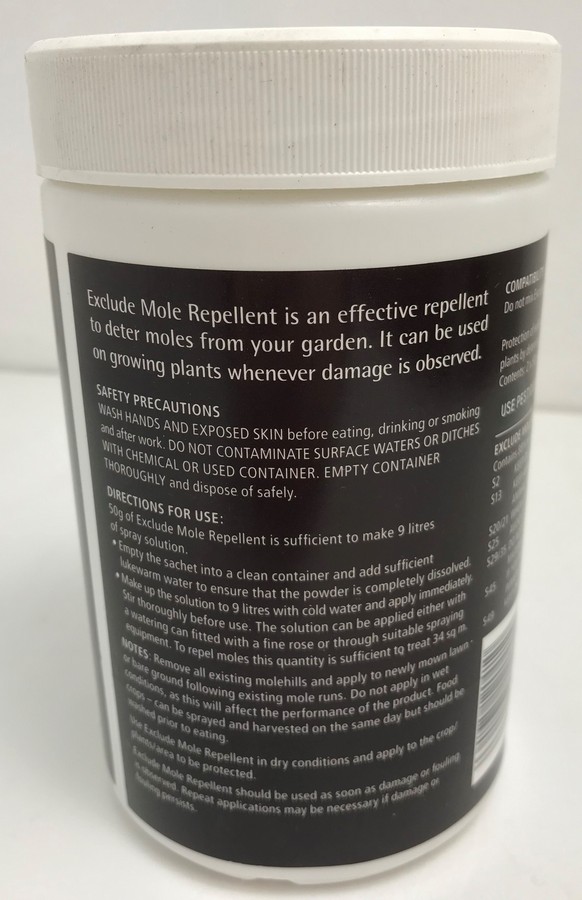 Exclude Mole Repellent is an effective repellent
to deter moles from your garden. It can be used
on growing plants whenever damage is observed.
SAFETY PRECAUTIONS
WASH HANDS AND EXPOSED SKIN before eating, drinking or smoking
and after work. DO NOT CONTAMINATE SURFACE WATERS OR DITCHES
WITH CHEMICAL OR USED CONTAINER. EMPTY CONTAINER
THOROUGHLY and dispose of safely.
DIRECTIONS FOR USE:
50g of Exclude Mole Repellent is sufficient to make 9 litres
of spray solution.
• Empty the sachet into a clean container and add sufficient
lukewarm water to ensure that the powder is completely dissolved.
• Make up the solution to 9 litres with cold water and apply immediately.
Stir thoroughly before use. The solution can be applied either with
a watering can fitted with a fine rose or through suitable spraying
equipment. To repel moles this quantity is sufficient to treat 34 sq m.
NOTES: Remove all existing molehills and apply to newly mown lawn
or bare ground following existing mole runs. Do not apply in wet
conditions, as this will affect the performance of the product. Food
crops – can be sprayed and harvested on the same day but should be
washed prior to eating.
Use Exclude Mole Repellent in dry conditions and apply to the crop/
plants/area to be protected.
Exclude Mole Repellent should be used as soon as damage or fouling
is observed. Repeat applications may be necessary if damage or
fouling persists.
Do not
Protection
plants by
Contents:
S2
S13
S25
S45
S49